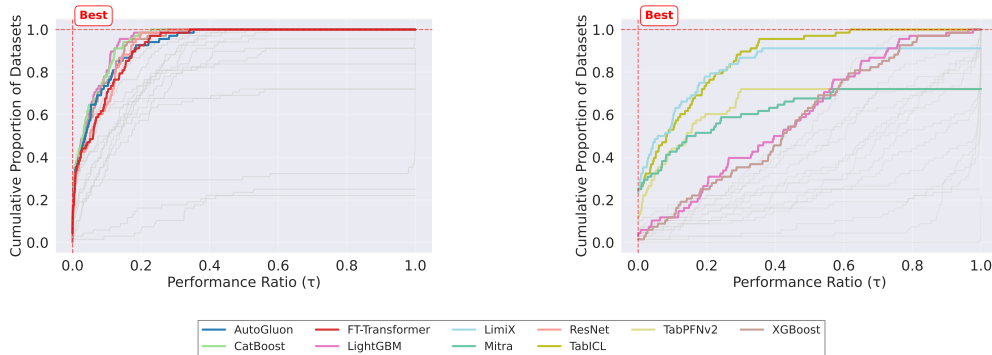 Best
Best
Cumulative Proportion of Datasets
1.0
0.8
0.6
0.4
0.2
0.0
0.0 0.2 0.4 0.6 0.8 1.0
Performance Ratio (τ)
Cumulative Proportion of Datasets
1.0
0.8
0.6
0.4
0.2
0.0
0.0 0.2 0.4 0.6 0.8 1.0
Performance Ratio (τ)
AutoGluon FT-Transformer LimiX ResNet TabPFNv2 XGBoost
CatBoost LightGBM Mitra TabICL